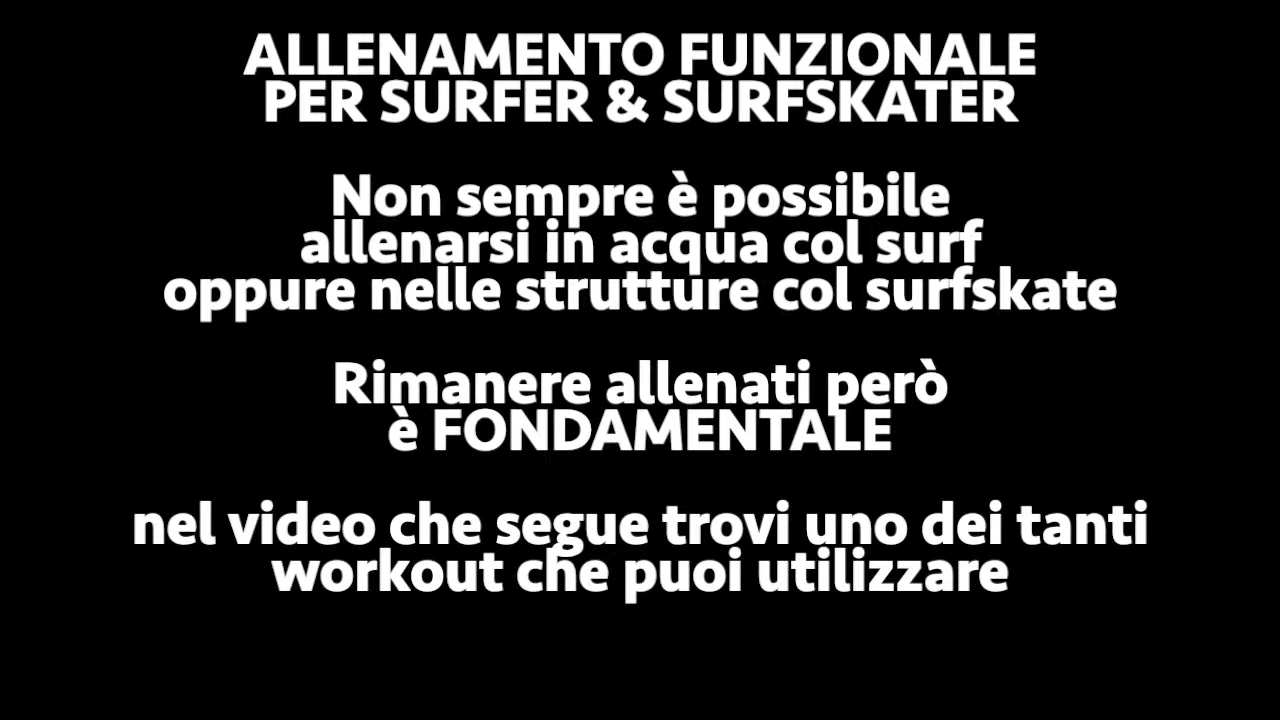 ALLENAMENTO FUNZIONALE
PER SURFER & SURFSKATER
Non sempre è possibile
allenarsi in acqua col surf
oppure nelle strutture col surfskate
Rimanere allenati però
è FONDAMENTALE
nel video che segue trovi uno dei tanti
workout che puoi utilizzare